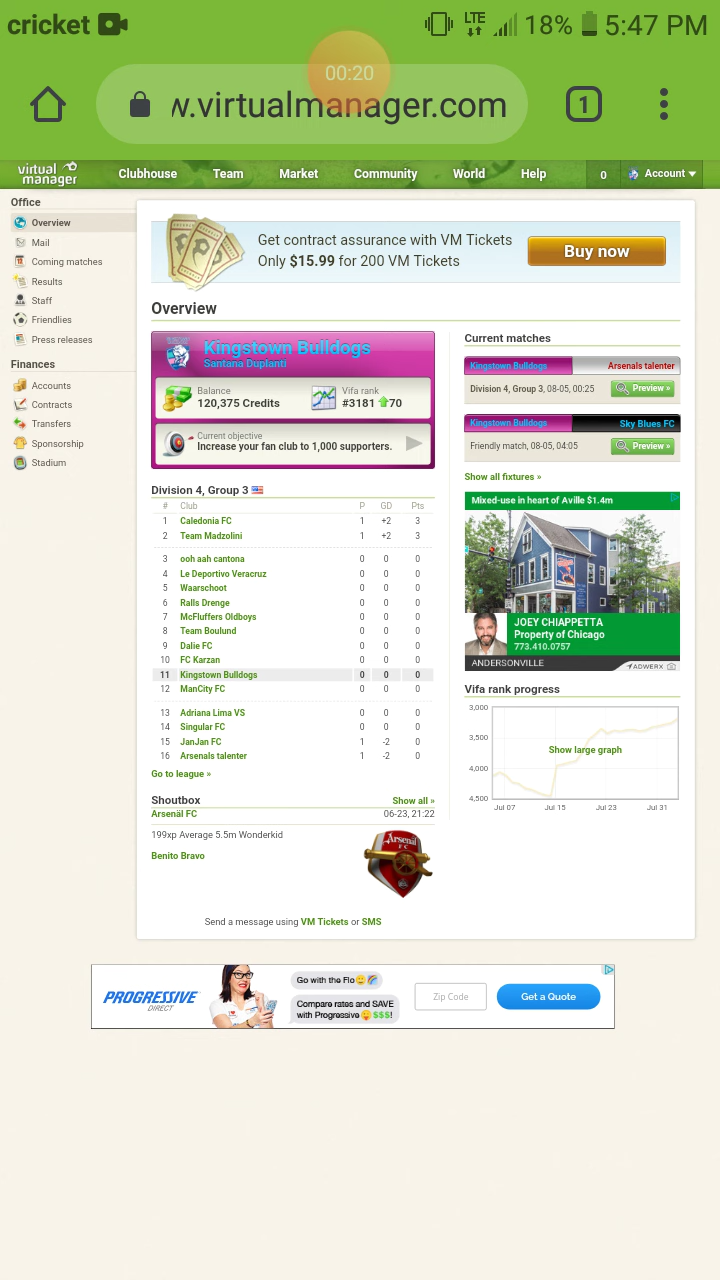 cricket LTE 18% 5:47 PM
00:20
w.virtualmanager.com 1
virtual manager Clubhouse Team Market Community World Help 0 Account
Office
Overview
Mail
Coming matches
Results
Staff
Friendlies
Press releases
Finances
Accounts
Contracts
Transfers
Sponsorship
Stadium
Get contract assurance with VM Tickets
Only $15.99 for 200 VM Tickets
Buy now
Overview
Kingstown Bulldogs
Santana Duplanti
Balance
120,375 Credits
Vifa rank
#3181 70
Current objective
Increase your fan club to 1,000 supporters.
Division 4, Group 3
# Club P GD Pts
1 Caledonia FC 1 +2 3
2 Team Madzolini 1 +2 3
3 ooh aah cantona 0 0 0
4 Le Deportivo Veracruz 0 0 0
5 Waarschoot 0 0 0
6 Ralls Drenge 0 0 0
7 McFluffers Oldboys 0 0 0
8 Team Boulund 0 0 0
9 Dalie FC 0 0 0
10 FC Karzan 0 0 0
11 Kingstown Bulldogs 0 0 0
12 ManCity FC 0 0 0
13 Adriana Lima VS 0 0 0
14 Singular FC 0 0 0
15 JanJan FC 1 -2 0
16 Arsenals talenter 1 -2 0
Go to league »
Shoutbox Show all »
Arsenäl FC 06-23, 21:22
199xp Average 5.5m Wonderkid
Benito Bravo
Arsenal
FC
Send a message using VM Tickets or SMS
Current matches
Kingstown Bulldogs Arsenals talenter
Division 4, Group 3, 08-05, 00:25 Preview »
Kingstown Bulldogs Sky Blues FC
Friendly match, 08-05, 04:05 Preview »
Show all fixtures »
Mixed-use in heart of Aville $1.4m
JOEY CHIAPPETTA
Property of Chicago
773.410.0757
ANDERSONVILLE ADWERX
Vifa rank progress
3,000
3,500
4,000
4,500
Show large graph
Jul 07 Jul 15 Jul 23 Jul 31
PROGRESSIVE
DIRECT
Go with the Flo
Compare rates and SAVE
with Progressive $$$!
Zip Code
Get a Quote